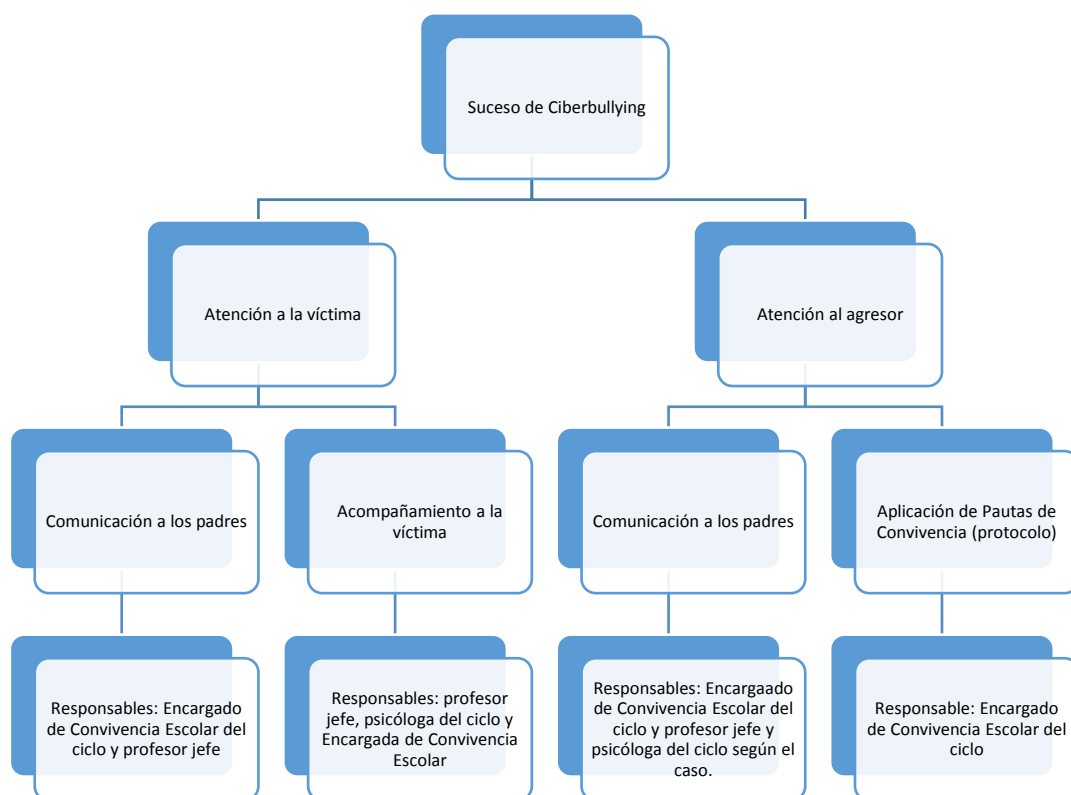 Suceso de Ciberbullying
Atención a la víctima
Atención al agresor
Comunicación a los padres
Acompañamiento a la
víctima
Comunicación a los padres
Aplicación de Pautas de
Convivencia (protocolo)
Responsables: Encargado
de Convivencia Escolar del
ciclo y profesor jefe
Responsables: profesor
jefe, psicóloga del ciclo y
Encargada de Convivencia
Escolar
Responsables: Encargaado
de Convivencia Escolar del
ciclo y profesor jefe y
psicóloga del ciclo según el
caso.
Responsable: Encargado
de Convivencia Escolar del
ciclo